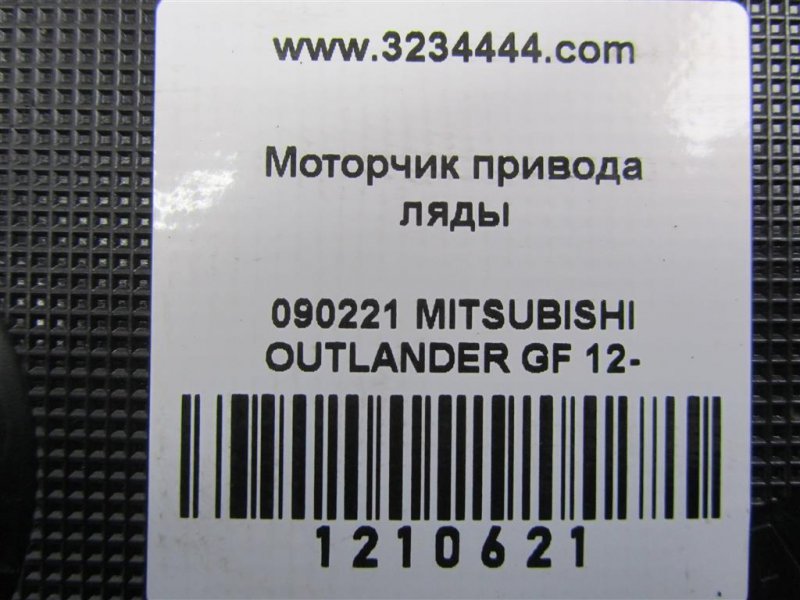 www.3234444.com
Моторчик привода
ляды
090221 MITSUBISHI
OUTLANDER GF 12-
1210621